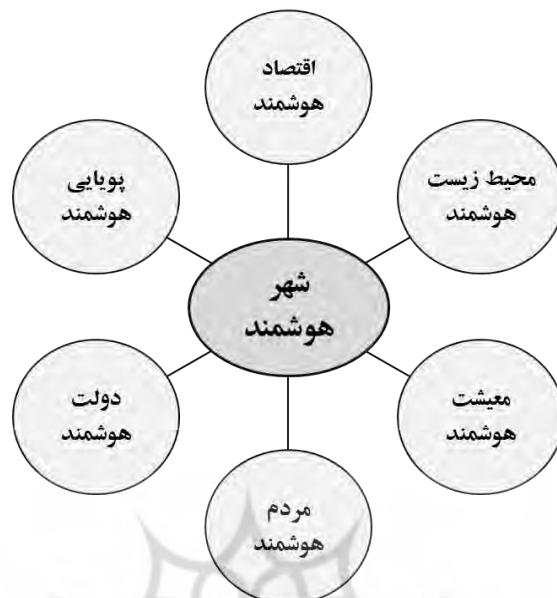 اقتصاد
هوشمند
محیط زیست
هوشمند
پویایی
هوشمند
شهر
هوشمند
معیشت
هوشمند
دولت
هوشمند
مردم
هوشمند